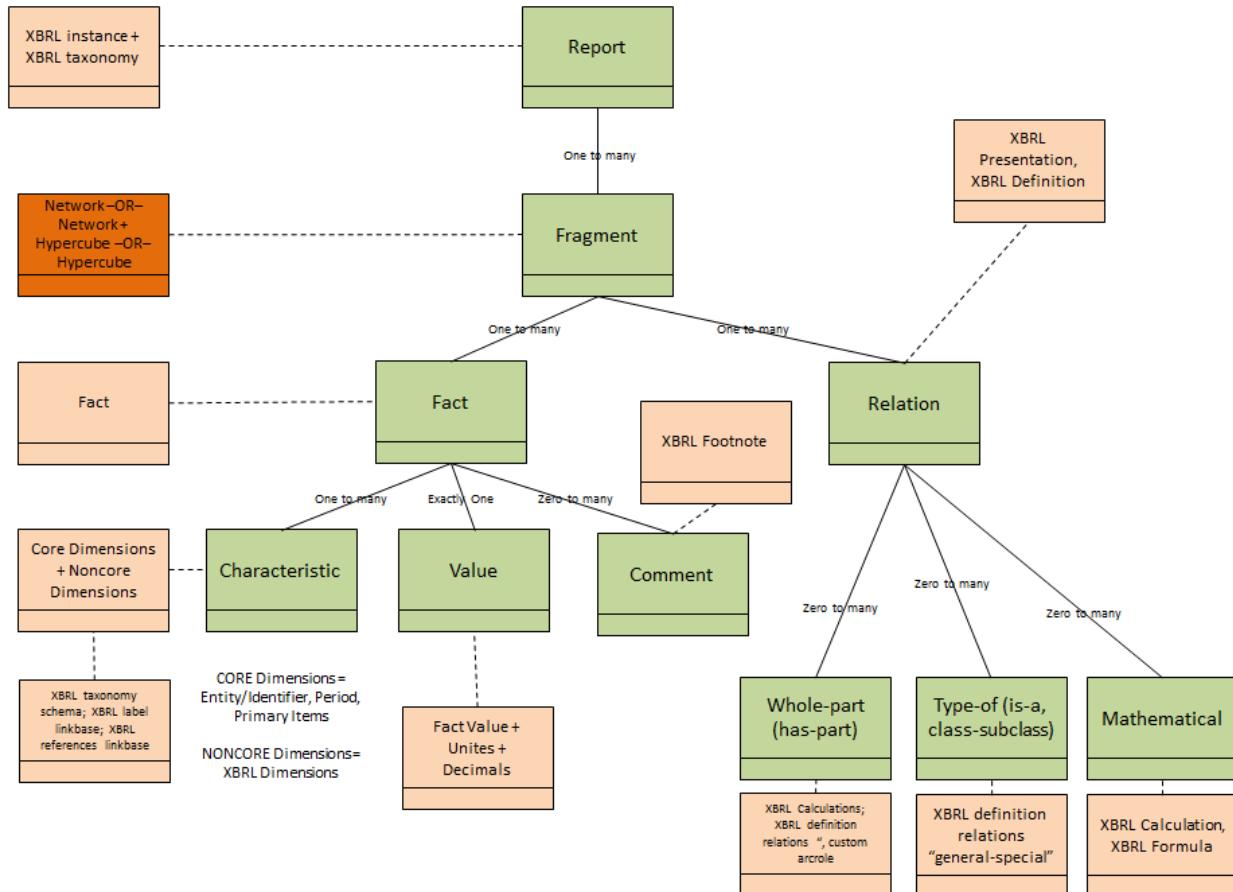 XBRL instance +
XBRL taxonomy
Report
One to many
XBRL
Presentation,
XBRL Definition
Network –OR–
Network +
Hypercube –OR–
Hypercube
Fragment
One to many
One to many
Fact
Fact
Relation
XBRL Footnote
One to many
Exactly One
Zero to many
Core Dimensions
+ Noncore
Dimensions
Characteristic
Value
Comment
Zero to many
Zero to many
Zero to many
XBRL taxonomy
schema; XBRL label
linkbase; XBRL
references linkbase
CORE Dimensions=
Entity/Identifier, Period,
Primary Items
NONCORE Dimensions=
XBRL Dimensions
Fact Value +
Unites +
Decimals
Whole-part
(has-part)
Type-of (is-a,
class-subclass)
Mathematical
XBRL Calculations;
XBRL definition
relations “, custom
arcrole
XBRL definition
relations
“general-special”
XBRL Calculation,
XBRL Formula